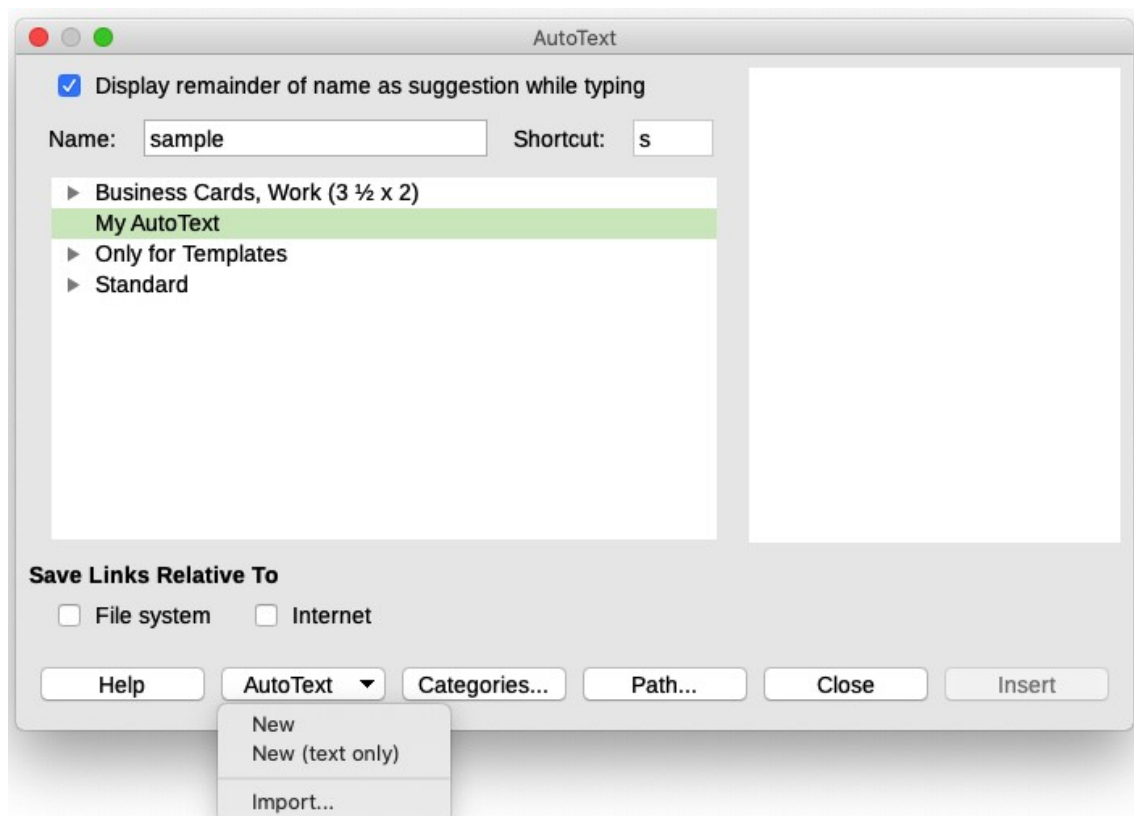 AutoText
Display remainder of name as suggestion while typing
Name: sample Shortcut: s
Business Cards, Work (3 ½ x 2)
My AutoText
Only for Templates
Standard
Save Links Relative To
File system Internet
Help AutoText Categories... Path... Close Insert
New
New (text only)
Import...